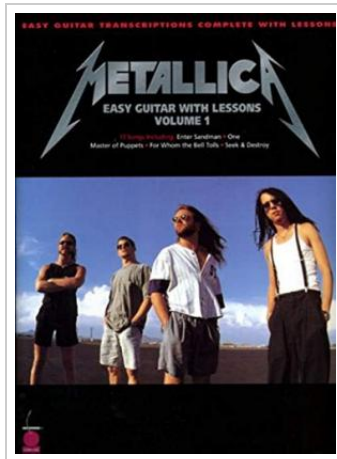 EASY GUITAR TRANSCRIPTIONS COMPLETE WITH LESSONS
METALLICA
EASY GUITAR WITH LESSONS
VOLUME 1
17 Songs Including: Enter Sandman • One
Master of Puppets • For Whom the Bell Tolls • Seek & Destroy